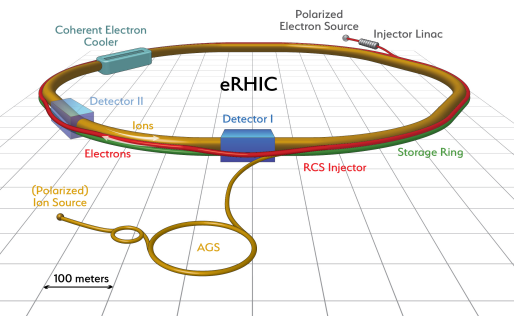 Polarized
Electron Source
Injector Linac
Coherent Electron
Cooler
eRHIC
Detector II
Detector I
Ions
Electrons
RCS Injector
Storage Ring
(Polarized)
Ion Source
AGS
100 meters